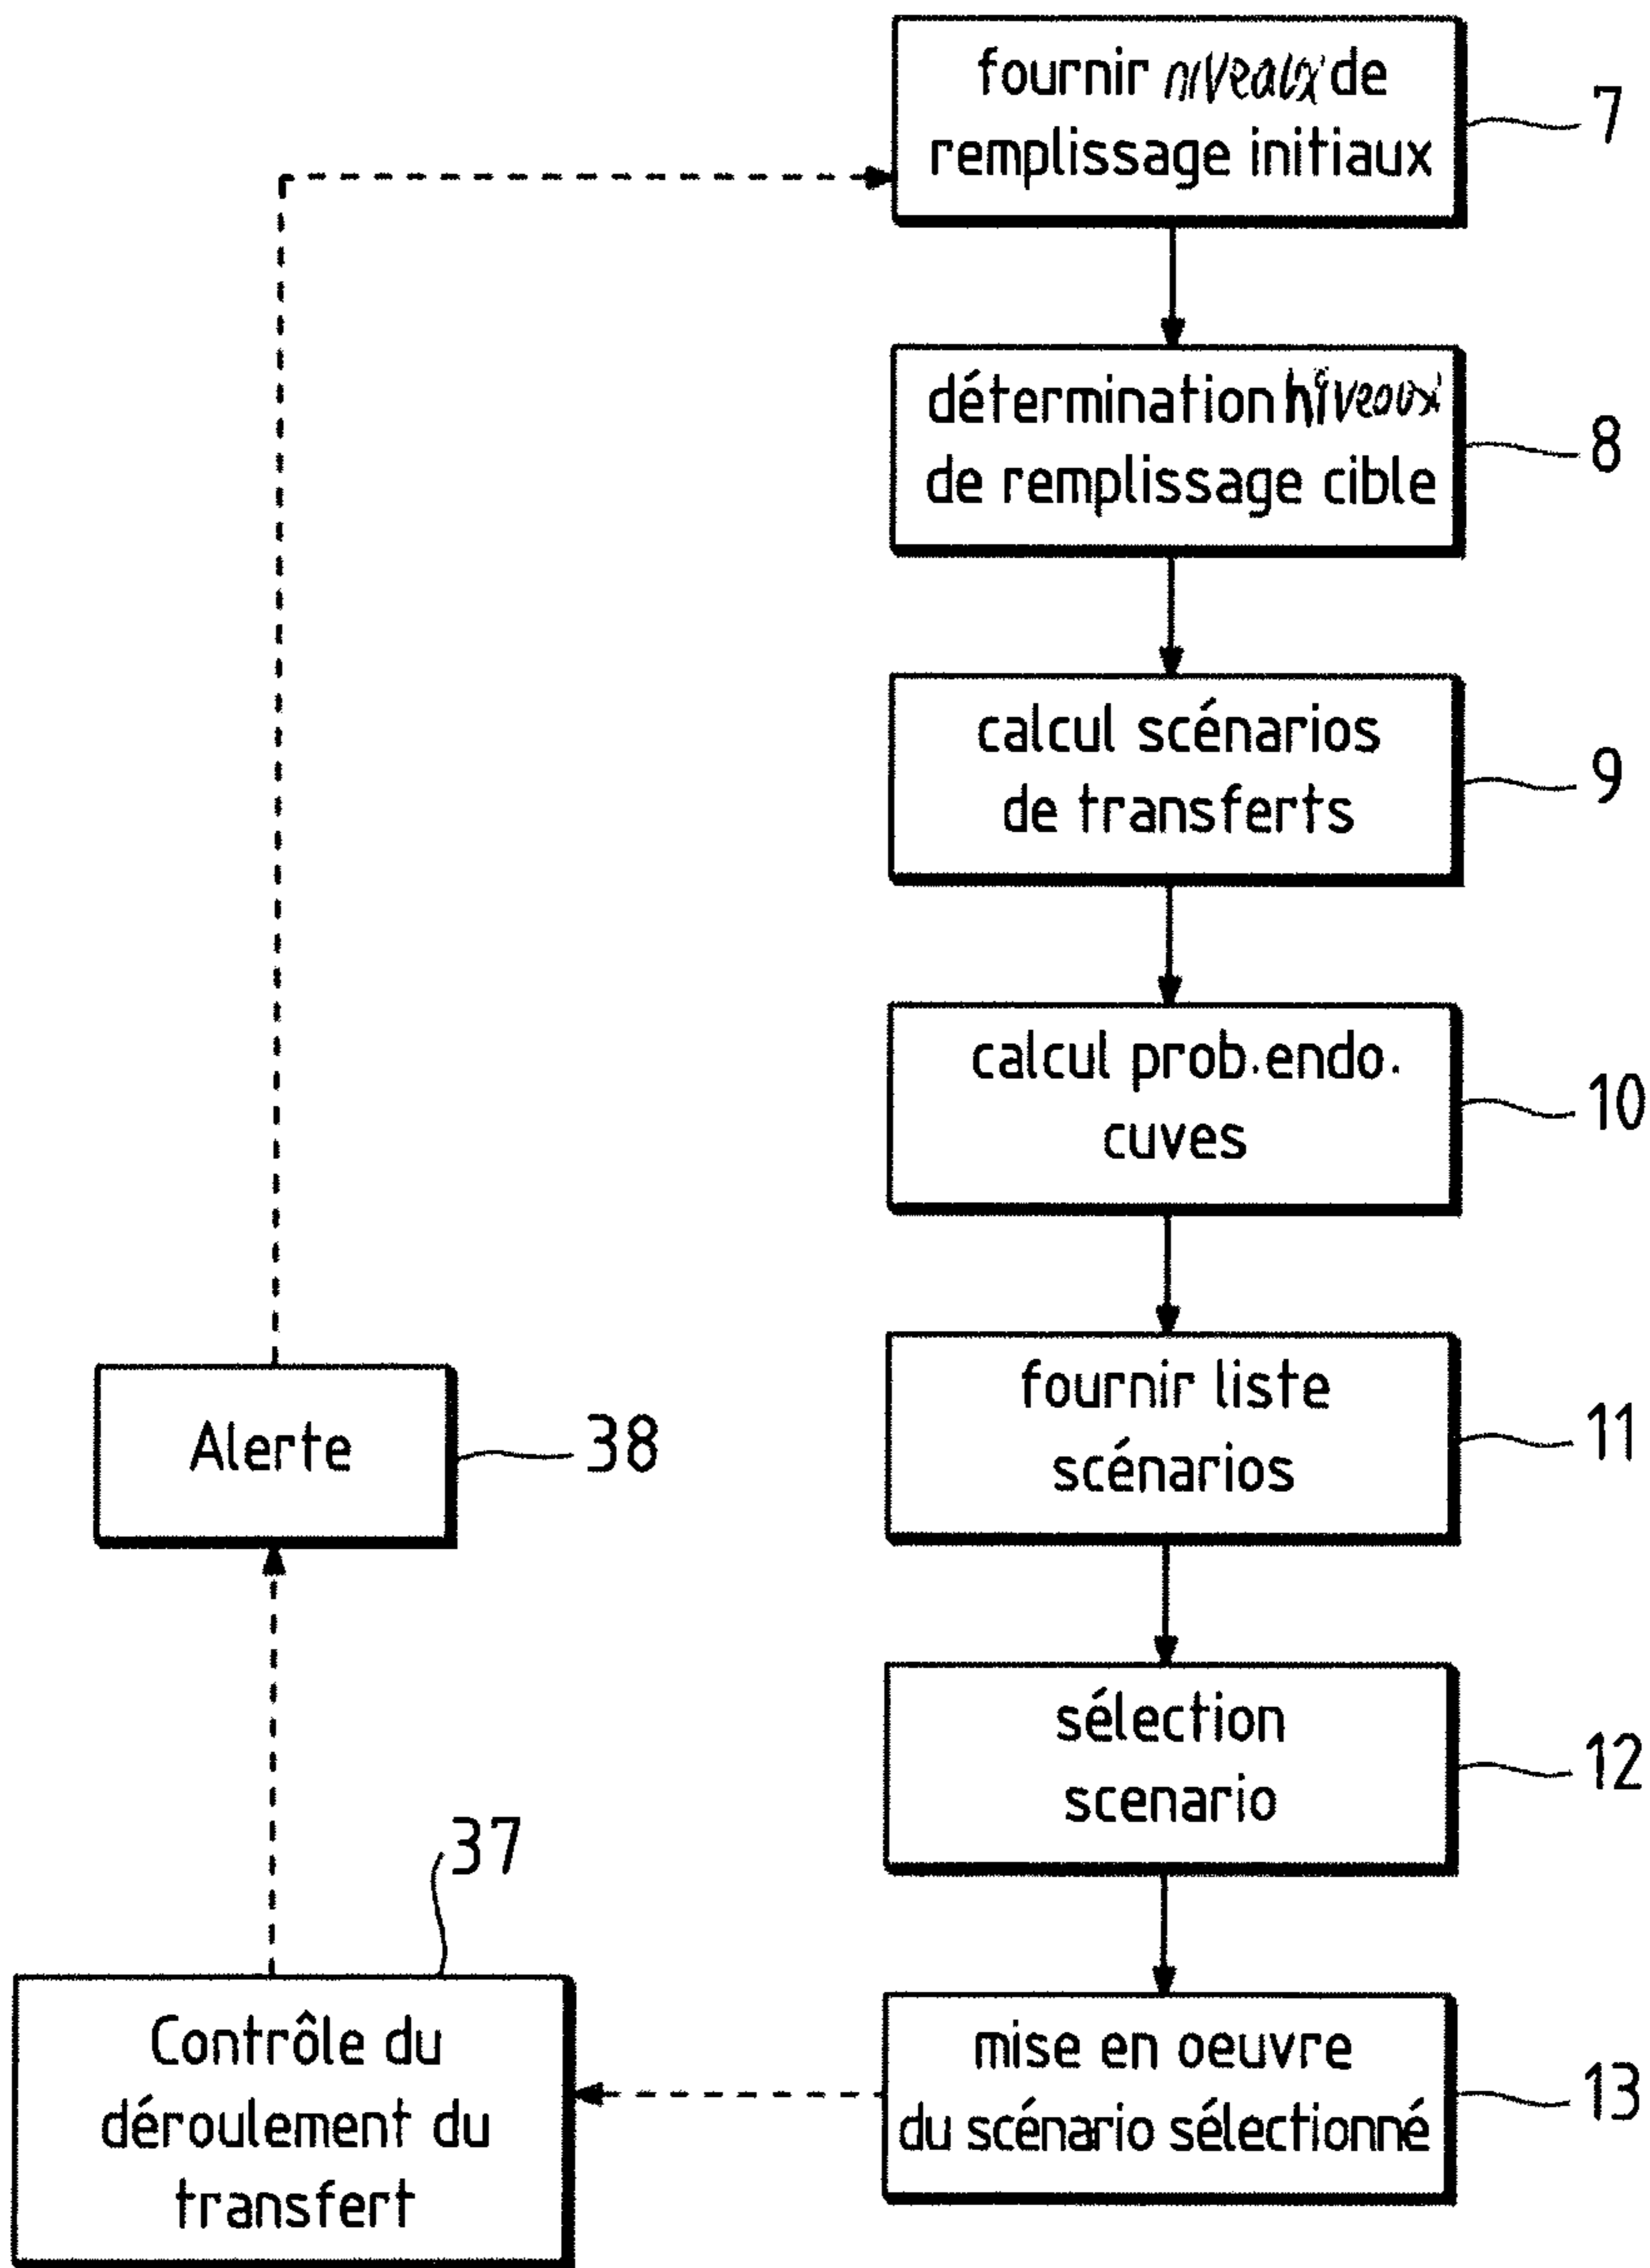 fournir niveaux de
remplissage initiaux
7
détermination niveaux
de remplissage cible
8
calcul scénarios
de transferts
9
calcul prob.endo.
cuves
10
fournir liste
scénarios
11
Alerte
38
sélection
scenario
12
37
Contrôle du
déroulement du
transfert
mise en oeuvre
du scénario sélectionné
13